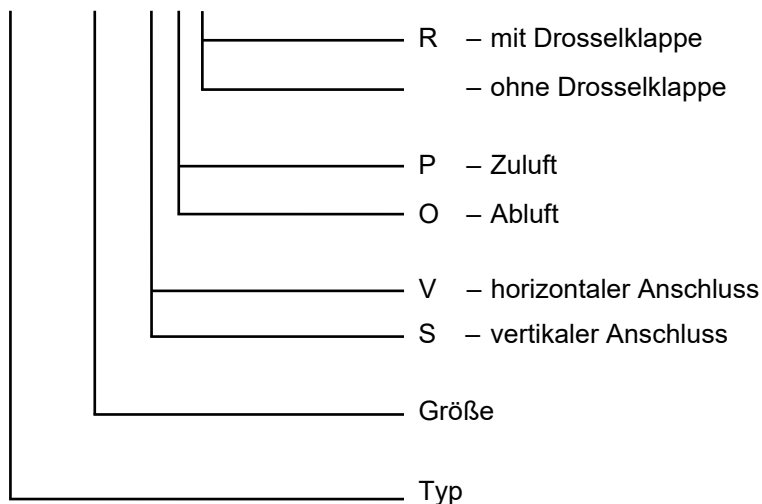 R – mit Drosselklappe
– ohne Drosselklappe
P – Zuluft
O – Abluft
V – horizontaler Anschluss
S – vertikaler Anschluss
Größe
Typ